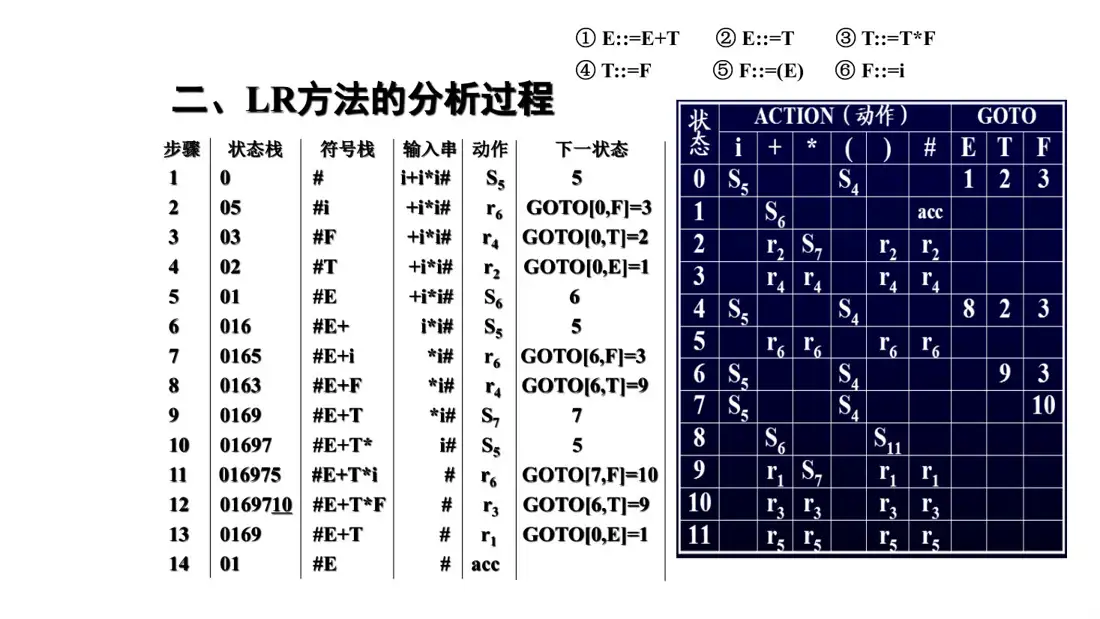 ① E::=E+T ② E::=T ③ T::=T*F
④ T::=F ⑤ F::=(E) ⑥ F::=i
二、LR方法的分析过程
步骤 状态栈 符号栈 输入串 动作 下一状态
1 0 # i+i*i# S5 5
2 05 #i +i*i# r6 GOTO[0,F]=3
3 03 #F +i*i# r4 GOTO[0,T]=2
4 02 #T +i*i# r2 GOTO[0,E]=1
5 01 #E +i*i# S6 6
6 016 #E+ i*i# S5 5
7 0165 #E+i *i# r6 GOTO[6,F]=3
8 0163 #E+F *i# r4 GOTO[6,T]=9
9 0169 #E+T *i# S7 7
10 01697 #E+T* i# S5 5
11 016975 #E+T*i # r6 GOTO[7,F]=10
12 0169710 #E+T*F # r3 GOTO[6,T]=9
13 0169 #E+T # r1 GOTO[0,E]=1
14 01 #E # acc
状态 ACTION（动作） GOTO
i + * ( ) # E T F
0 S5 S4 1 2 3
1 S6 acc
2 r2 S7 r2 r2
3 r4 r4 r4 r4
4 S5 S4 8 2 3
5 r6 r6 r6 r6
6 S5 S4 9 3
7 S5 S4 10
8 S6 S11
9 r1 S7 r1 r1
10 r3 r3 r3 r3
11 r5 r5 r5 r5